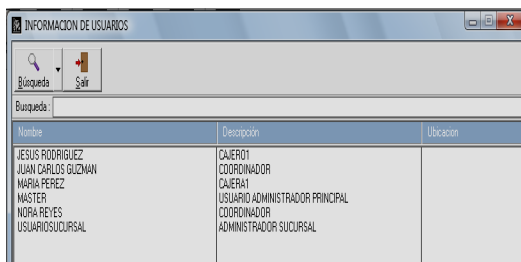 INFORMACION DE USUARIOS
Búsqueda Salir
Busqueda :
Nombre Descripción Ubicacion
JESUS RODRIGUEZ CAJERO1
JUAN CARLOS GUZMAN COORDINADOR
MARIA PEREZ CAJERA1
MASTER USUARIO ADMINISTRADOR PRINCIPAL
NORA REYES COORDINADOR
USUARIOSUCURSAL ADMINISTRADOR SUCURSAL